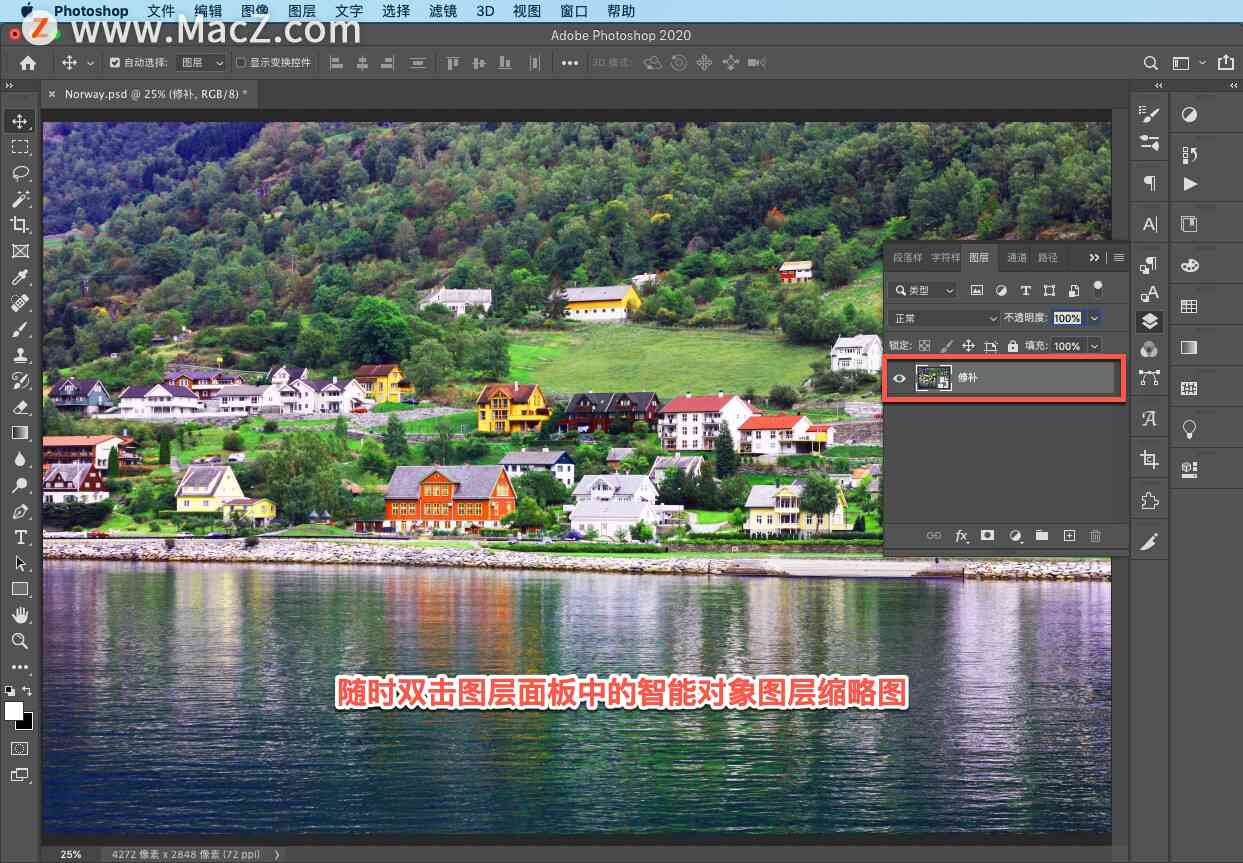 Photoshop 文件 编辑 图像 图层 文字 选择 滤镜 3D 视图 窗口 帮助
Z www.MacZ.com
Adobe Photoshop 2020
自动选择: 图层 显示变换控件 3D 模式:
Norway.psd @ 25% (修补, RGB/8) *
段落样 字符样 图层 通道 路径
类型
正常 不透明度: 100%
锁定: 填充: 100%
修补
fx
随时双击图层面板中的智能对象图层缩略图
25% 4272 像素 x 2848 像素 (72 ppi)